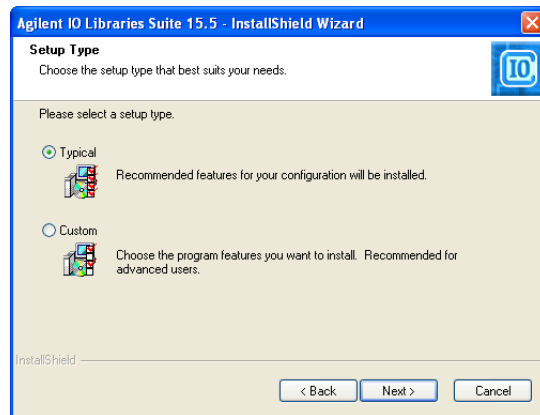 Agilent IO Libraries Suite 15.5 - InstallShield Wizard
Setup Type
Choose the setup type that best suits your needs.
IO
Please select a setup type.
Typical
Recommended features for your configuration will be installed.
Custom
Choose the program features you want to install. Recommended for
advanced users.
InstallShield
< Back Next > Cancel